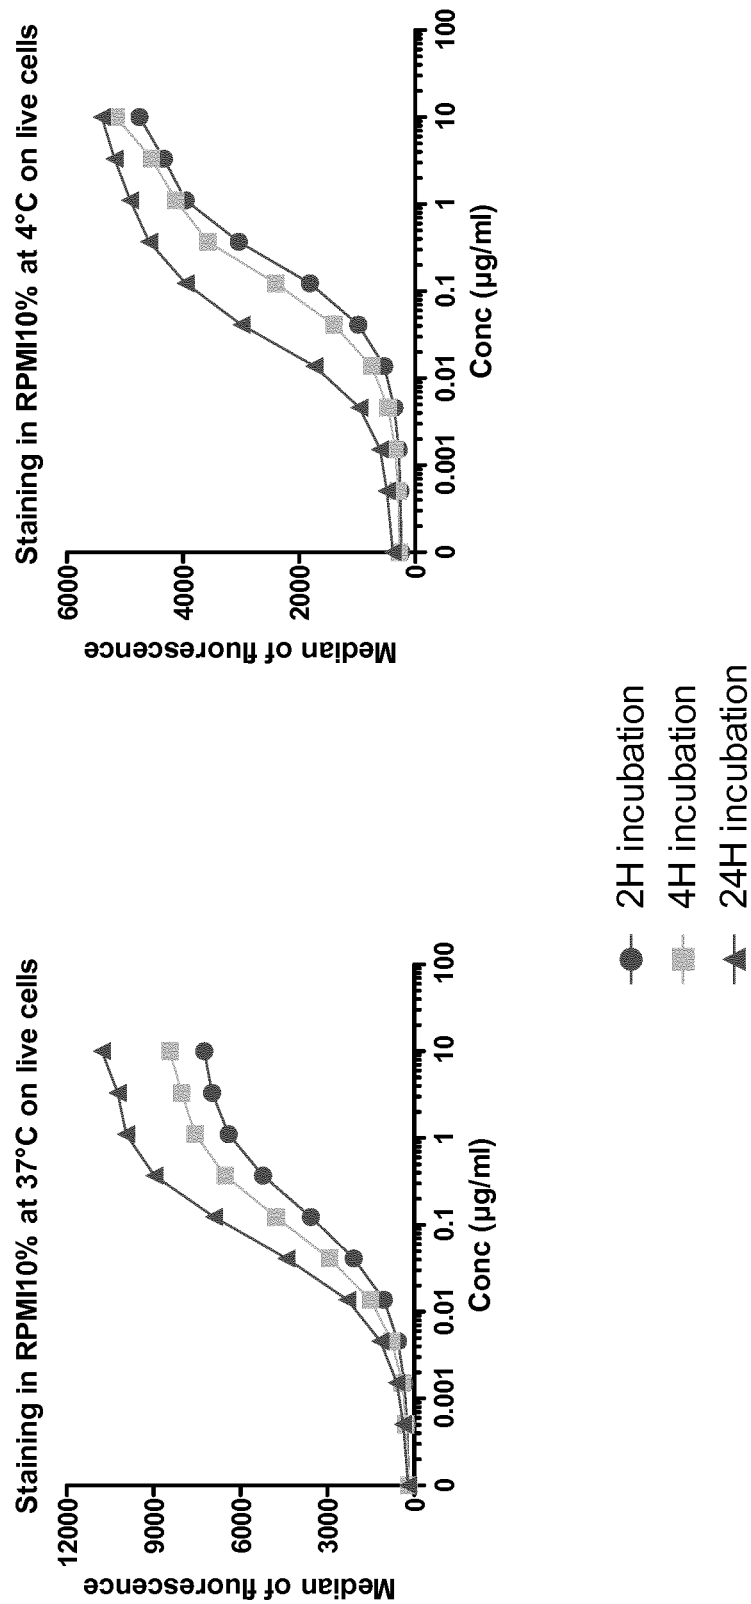 Staining in RPMI10% at 37°C on live cells
Median of fluorescence
12000
9000
6000
3000
0
0
0.001
0.01
0.1
1
10
100
Conc (µg/ml)
Staining in RPMI10% at 4°C on live cells
Median of fluorescence
6000
4000
2000
0
0
0.001
0.01
0.1
1
10
100
Conc (µg/ml)
2H incubation
4H incubation
24H incubation